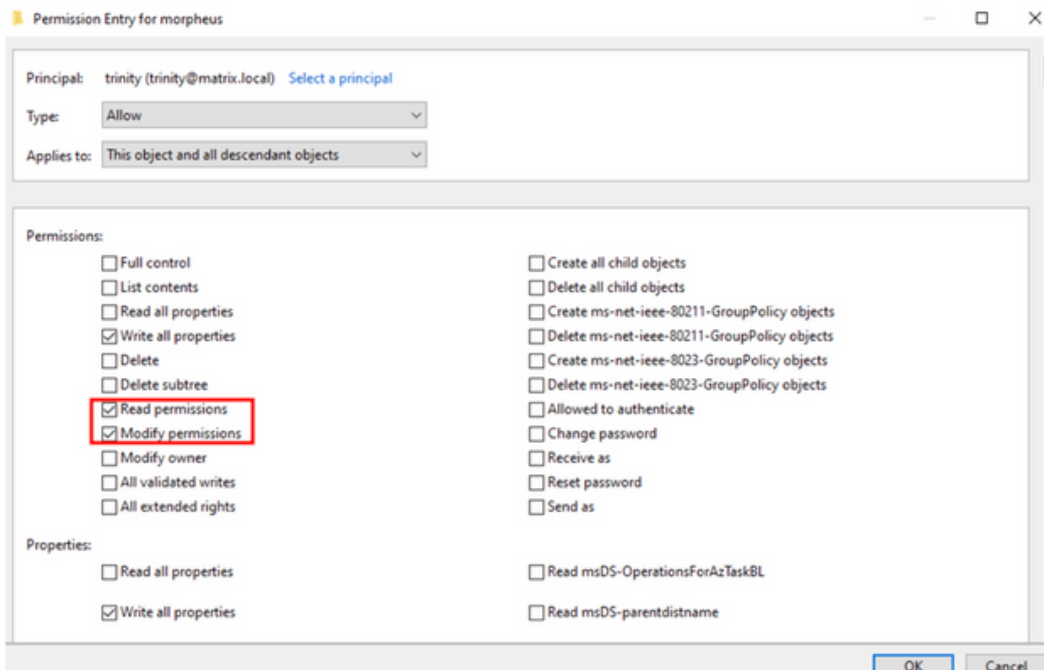 Permission Entry for morpheus
Principal: trinity (trinity@matrix.local) Select a principal
Type: Allow
Applies to: This object and all descendant objects
Permissions:
Full control
List contents
Read all properties
Write all properties
Delete
Delete subtree
Read permissions
Modify permissions
Modify owner
All validated writes
All extended rights
Create all child objects
Delete all child objects
Create ms-net-ieee-80211-GroupPolicy objects
Delete ms-net-ieee-80211-GroupPolicy objects
Create ms-net-ieee-8023-GroupPolicy objects
Delete ms-net-ieee-8023-GroupPolicy objects
Allowed to authenticate
Change password
Receive as
Reset password
Send as
Properties:
Read all properties
Write all properties
Read msDS-OperationsForAzTaskBL
Read msDS-parentdistname
OK Cancel